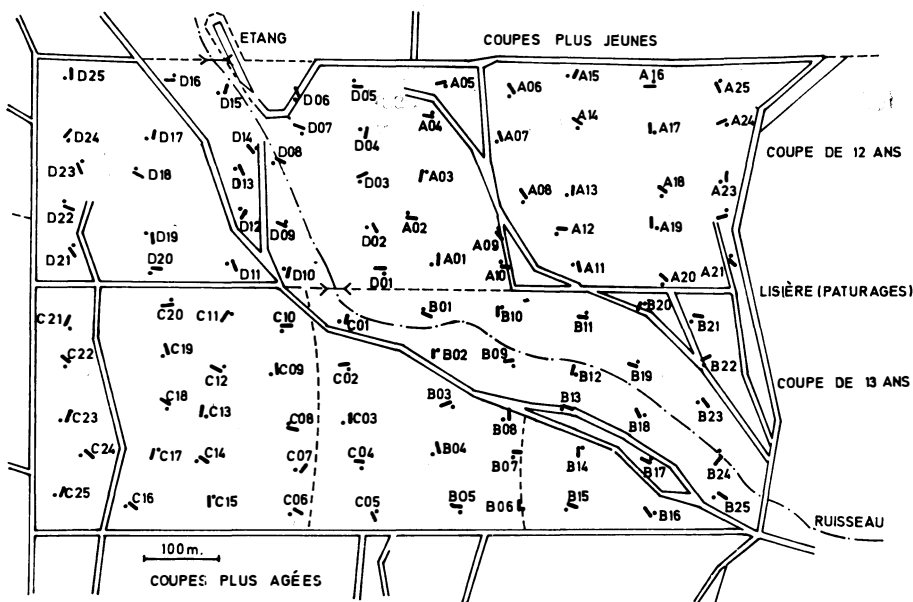 ETANG
COUPES PLUS JEUNES
D25 D16 D15 D06 D05 A05 A06 A15 A16 A25
D24 D17 D14 D07 D04 A04 A07 A14 A17 A24
COUPE DE 12 ANS
D23 D18 D13 D08 D03 A03 A08 A13 A18 A23
D22 D19 D12 D09 D02 A02 A09 A12 A19
D21 D20 D11 D10 D01 A01 A10 A11 A20 A21
LISIÈRE (PATURAGES)
C21 C20 C11 C10 C01 B01 B10 B11 B20 B21
C22 C19 C12 C09 C02 B02 B09 B12 B19 B22
COUPE DE 13 ANS
C23 C18 C13 C08 C03 B03 B08 B13 B18 B23
C24 C17 C14 C07 C04 B04 B07 B14 B17 B24
C25 C16 C15 C06 C05 B05 B06 B15 B16 B25
RUISSEAU
100 m.
COUPES PLUS AGÉES